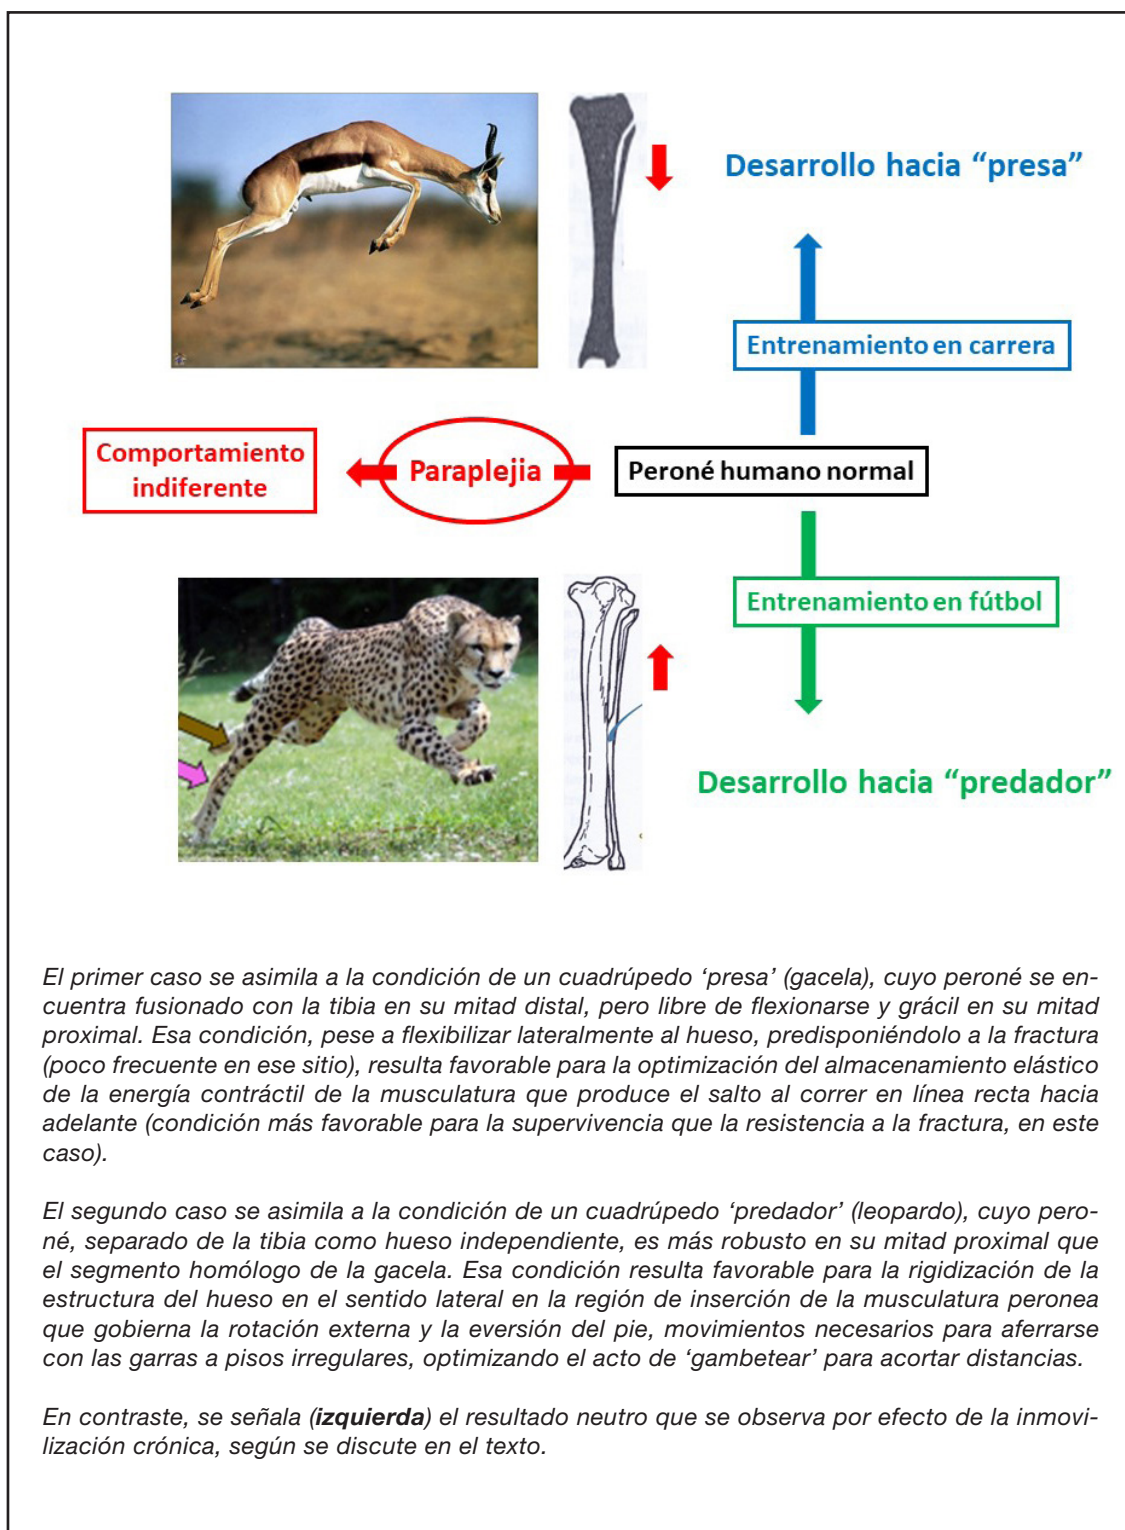 Desarrollo hacia “presa”
Entrenamiento en carrera
Comportamiento
indiferente
Paraplejia
Peroné humano normal
Entrenamiento en fútbol
Desarrollo hacia “predador”
El primer caso se asimila a la condición de un cuadrúpedo ‘presa’ (gacela), cuyo peroné se en-
cuentra fusionado con la tibia en su mitad distal, pero libre de flexionarse y grácil en su mitad
proximal. Esa condición, pese a flexibilizar lateralmente al hueso, predisponiéndolo a la fractura
(poco frecuente en ese sitio), resulta favorable para la optimización del almacenamiento elástico
de la energía contráctil de la musculatura que produce el salto al correr en línea recta hacia
adelante (condición más favorable para la supervivencia que la resistencia a la fractura, en este
caso).
El segundo caso se asimila a la condición de un cuadrúpedo ‘predador’ (leopardo), cuyo pero-
né, separado de la tibia como hueso independiente, es más robusto en su mitad proximal que
el segmento homólogo de la gacela. Esa condición resulta favorable para la rigidización de la
estructura del hueso en el sentido lateral en la región de inserción de la musculatura peronea
que gobierna la rotación externa y la eversión del pie, movimientos necesarios para aferrarse
con las garras a pisos irregulares, optimizando el acto de ‘gambetear’ para acortar distancias.
En contraste, se señala (izquierda) el resultado neutro que se observa por efecto de la inmovi-
lización crónica, según se discute en el texto.